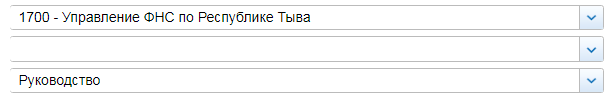 1700 - Управление ФНС по Республике Тыва
Руководство